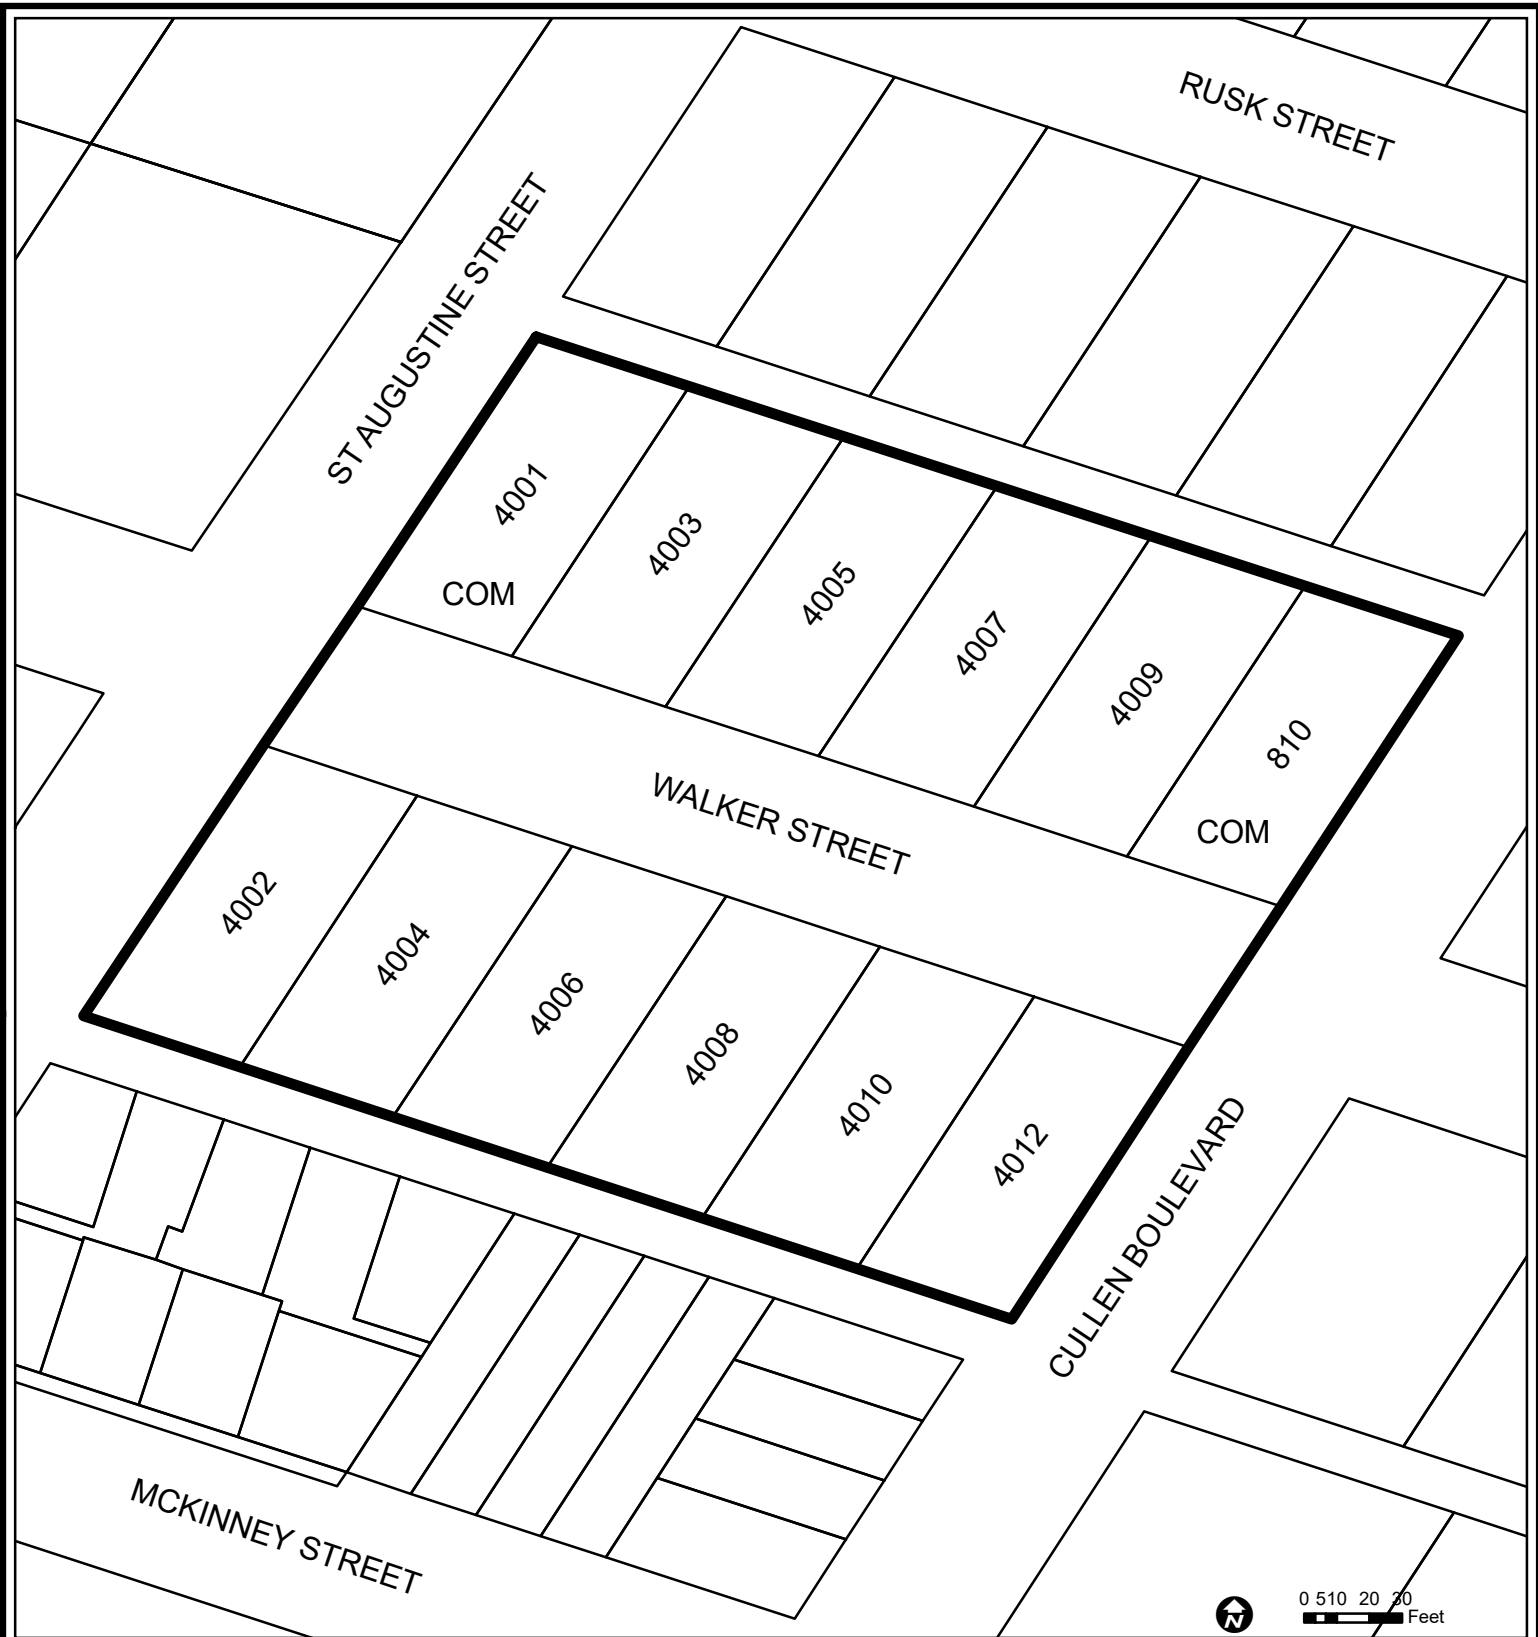 RUSK STREET
ST AUGUSTINE STREET
4001
COM
4003
4005
4007
4009
810
COM
WALKER STREET
4002
4004
4006
4008
4010
4012
CULLEN BOULEVARD
MCKINNEY STREET
N
0 5 10 20 30
Feet